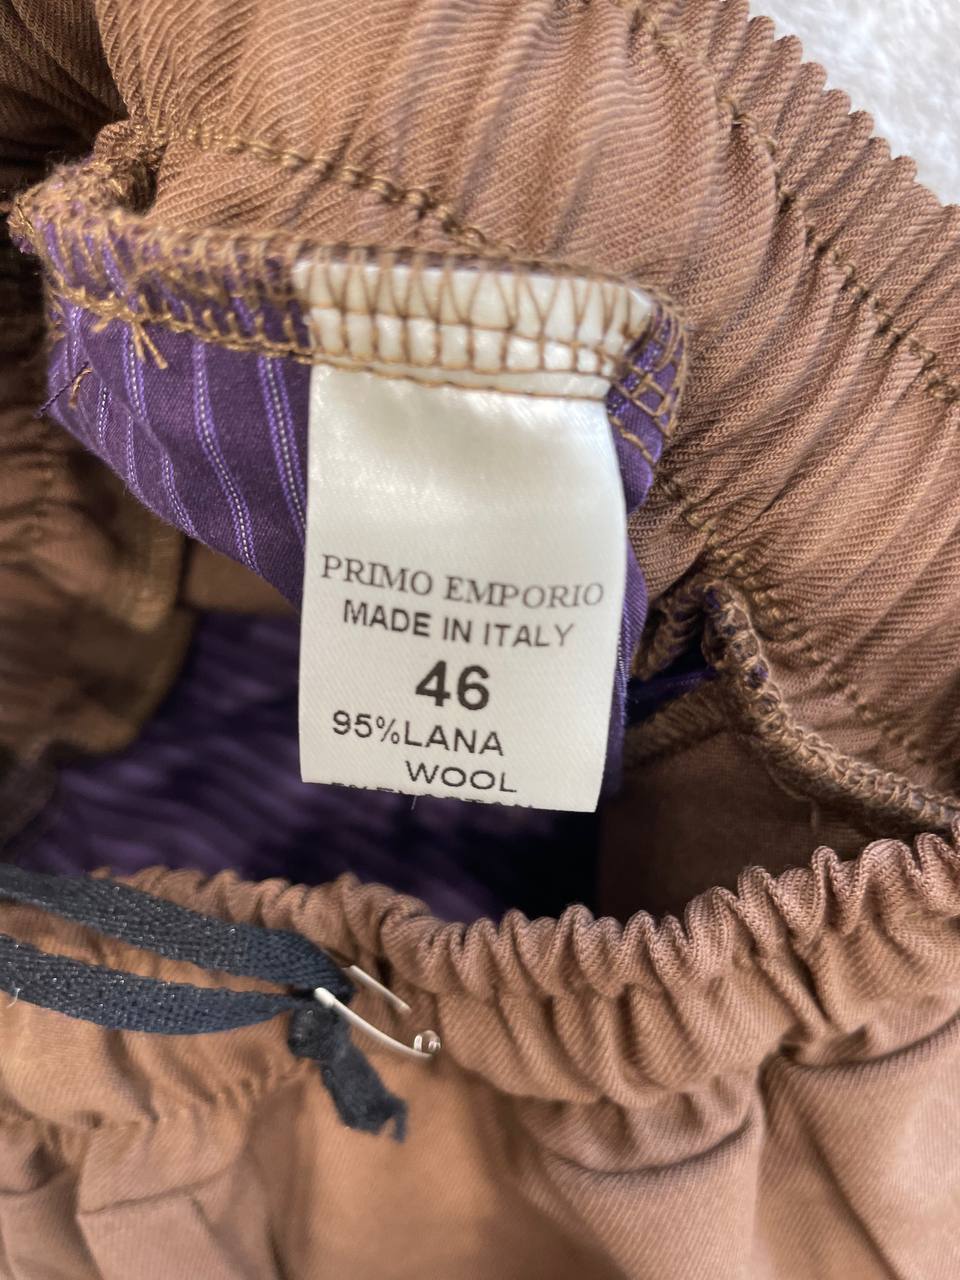 PRIMO EMPORIO
MADE IN ITALY
46
95%LANA
WOOL